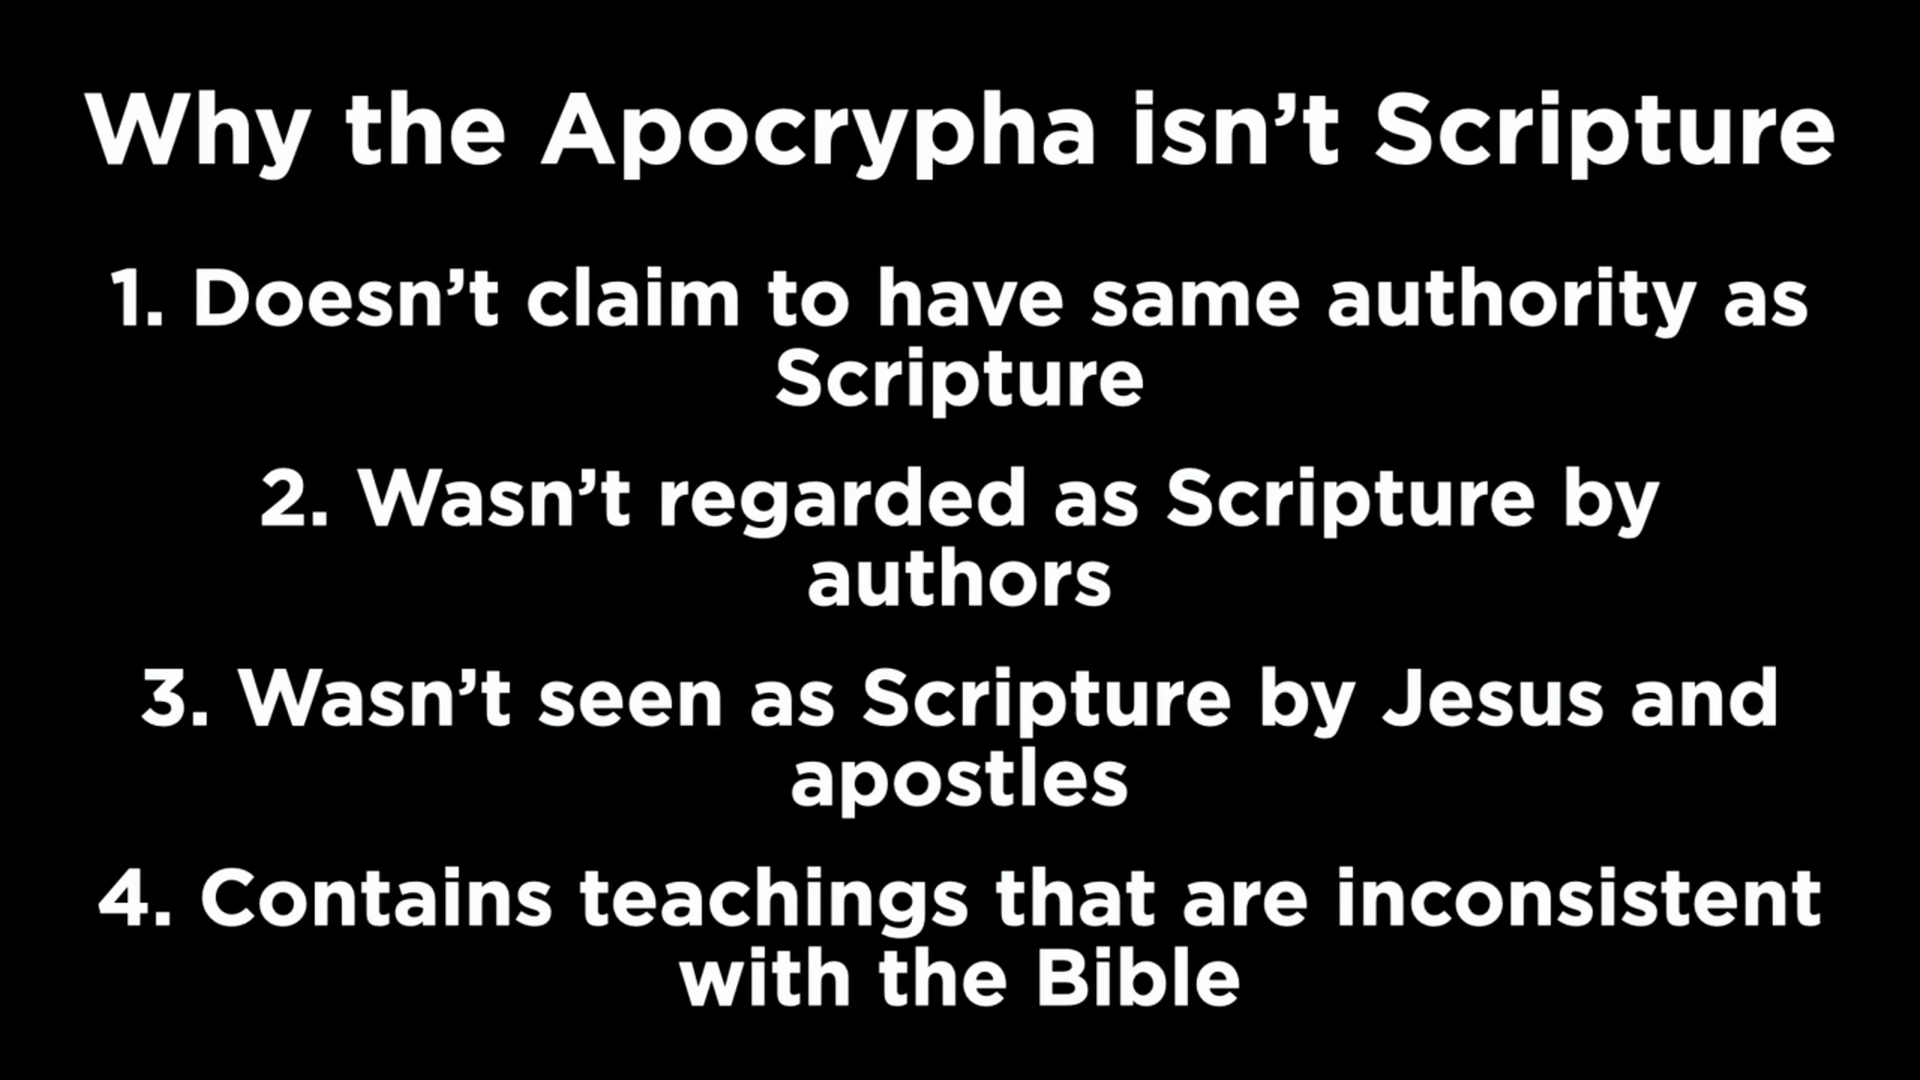 Why the Apocrypha isn’t Scripture
1. Doesn’t claim to have same authority as
Scripture
2. Wasn’t regarded as Scripture by
authors
3. Wasn’t seen as Scripture by Jesus and
apostles
4. Contains teachings that are inconsistent
with the Bible